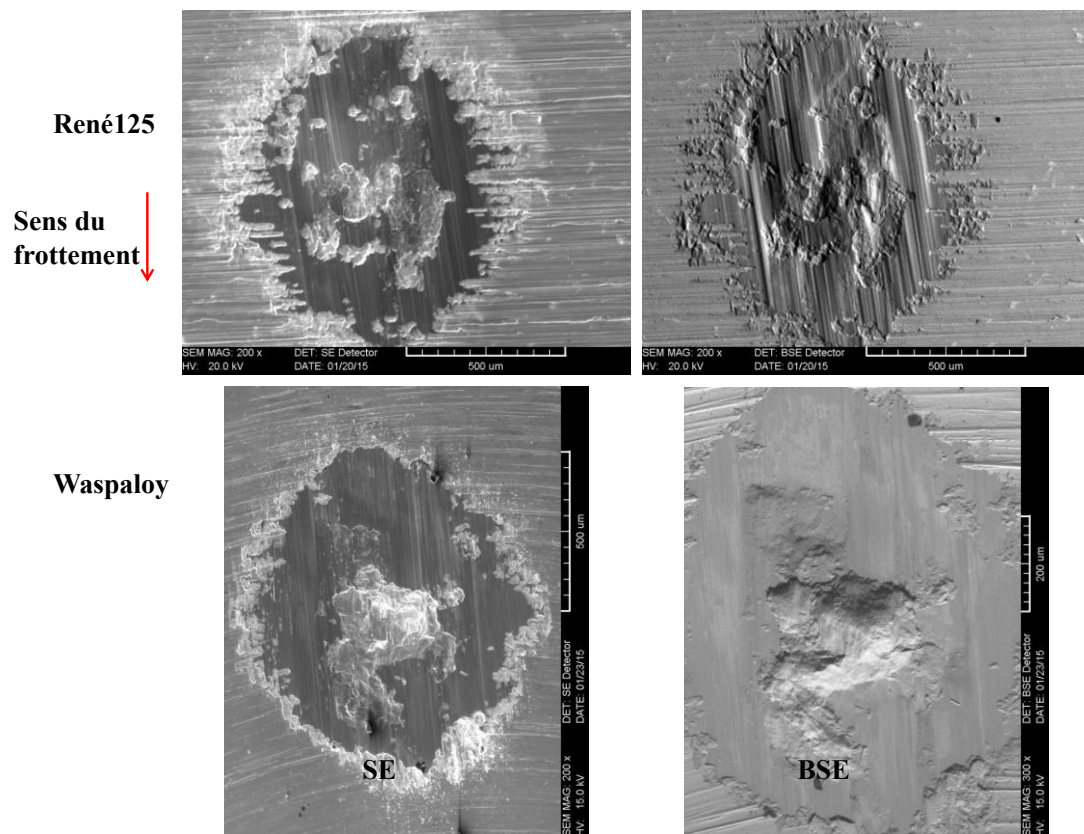 René125
Sens du
frottement
SEM MAG: 200 x DET: SE Detector
HV: 20.0 kV DATE: 01/20/15 500 um
SEM MAG: 200 x DET: BSE Detector
HV: 20.0 kV DATE: 01/20/15 500 um
Waspaloy
SE
SEM MAG: 200 x DET: SE Detector
HV: 15.0 kV DATE: 01/23/15 500 um
BSE
SEM MAG: 300 x DET: BSE Detector
HV: 15.0 kV DATE: 01/23/15 200 um